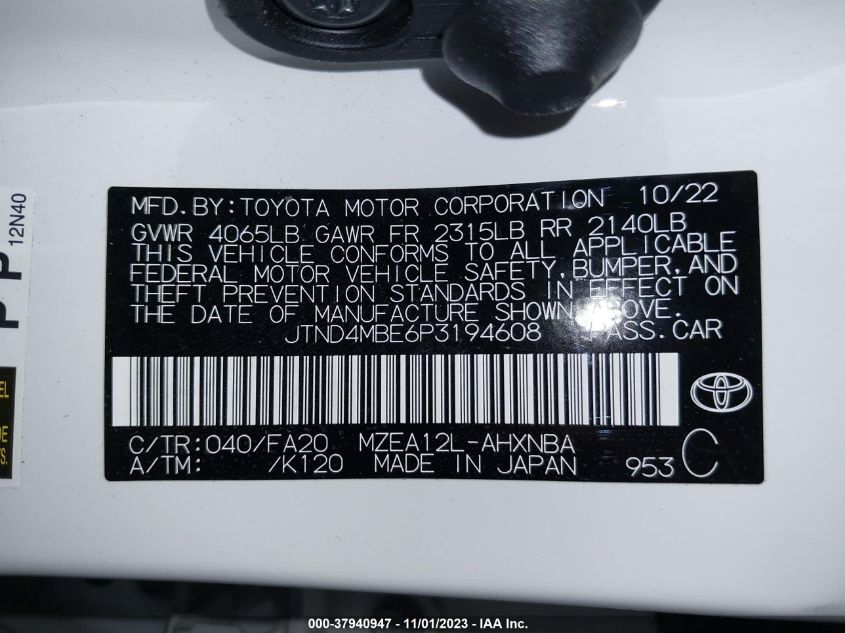 MFD.BY:TOYOTA MOTOR CORPORATION 10/22
GVWR 4065LB GAWR FR 2315LB RR 2140LB
THIS VEHICLE CONFORMS TO ALL APPLICABLE
FEDERAL MOTOR VEHICLE SAFETY,BUMPER,AND
THEFT PREVENTION STANDARDS IN EFFECT ON
THE DATE OF MANUFACTURE SHOWN ABOVE.
JTND4MBE6P3194608 PASS.CAR
C/TR:040/FA20 MZEA12L-AHXNBA
A/TM: /K120 MADE IN JAPAN 953 C
12N40
P P
EL
DE
TS.
000-37940947 - 11/01/2023 - IAA Inc.